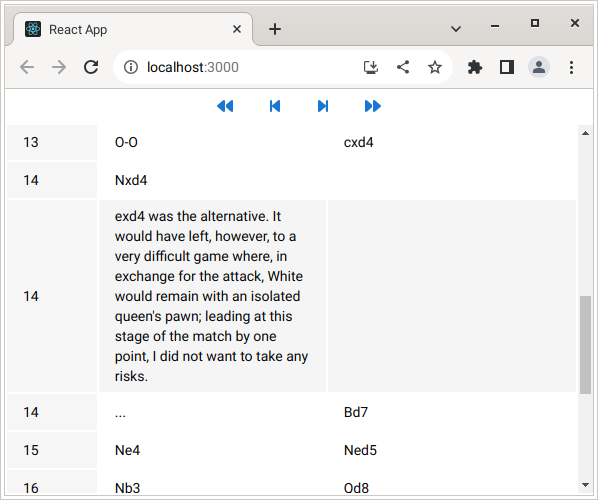 React App
localhost:3000
13 O-O cxd4
14 Nxd4
14
exd4 was the alternative. It
would have left, however, to a
very difficult game where, in
exchange for the attack, White
would remain with an isolated
queen's pawn; leading at this
stage of the match by one
point, I did not want to take any
risks.
14 ... Bd7
15 Ne4 Ned5
16 Nb3 Qd8